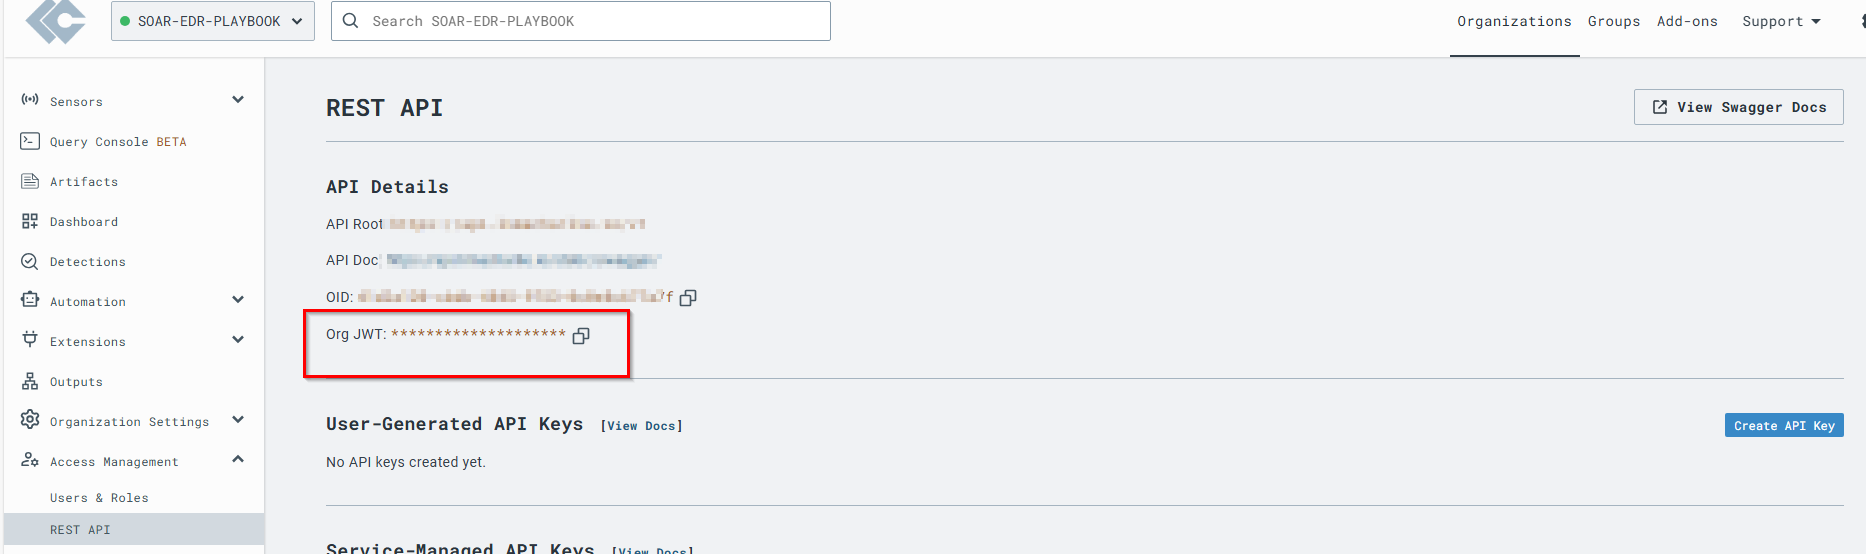 SOAR-EDR-PLAYBOOK
Search SOAR-EDR-PLAYBOOK
Organizations Groups Add-ons Support
Sensors
Query Console BETA
Artifacts
Dashboard
Detections
Automation
Extensions
Outputs
Organization Settings
Access Management
Users & Roles
REST API
REST API
View Swagger Docs
API Details
API Root
API Doc
OID:
Org JWT: ********************
User-Generated API Keys [View Docs]
Create API Key
No API keys created yet.
Service-Managed API Keys [View Docs]